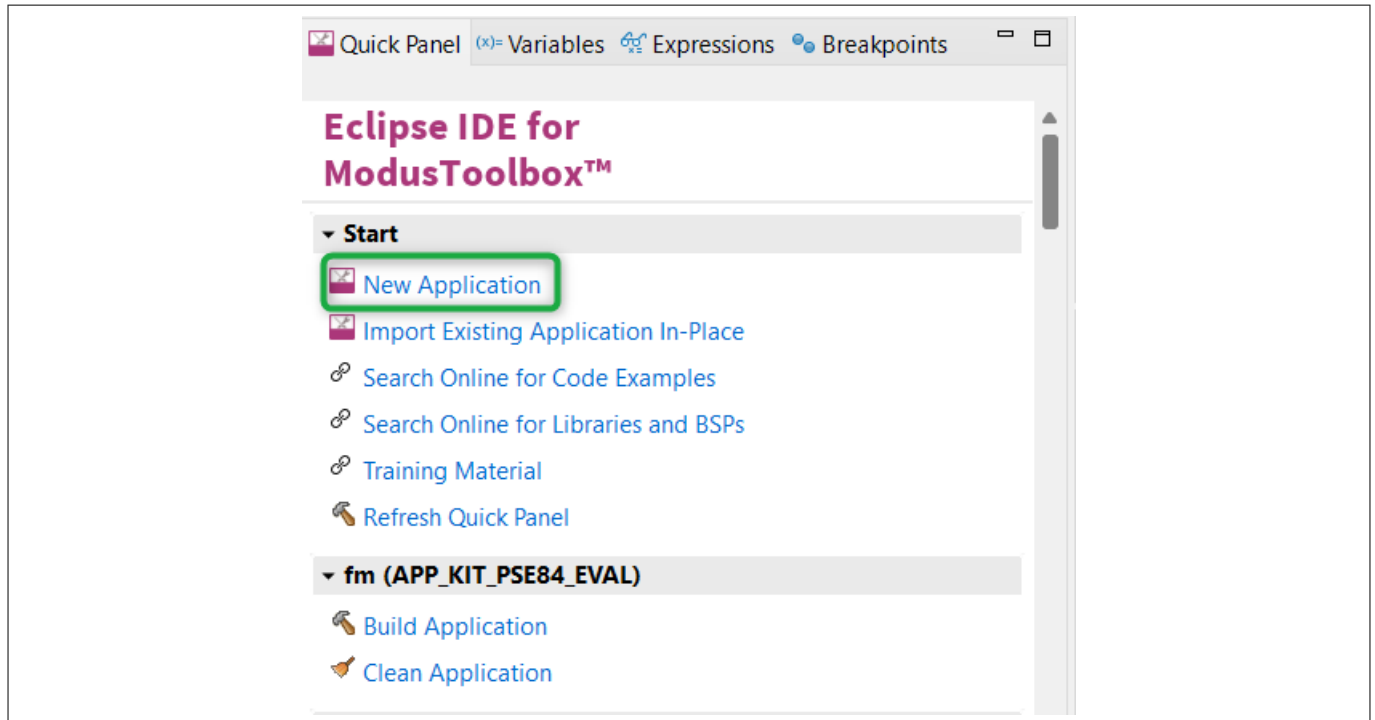 Quick Panel (x)= Variables Expressions Breakpoints
Eclipse IDE for
ModusToolbox™
Start
New Application
Import Existing Application In-Place
Search Online for Code Examples
Search Online for Libraries and BSPs
Training Material
Refresh Quick Panel
fm (APP_KIT_PSE84_EVAL)
Build Application
Clean Application